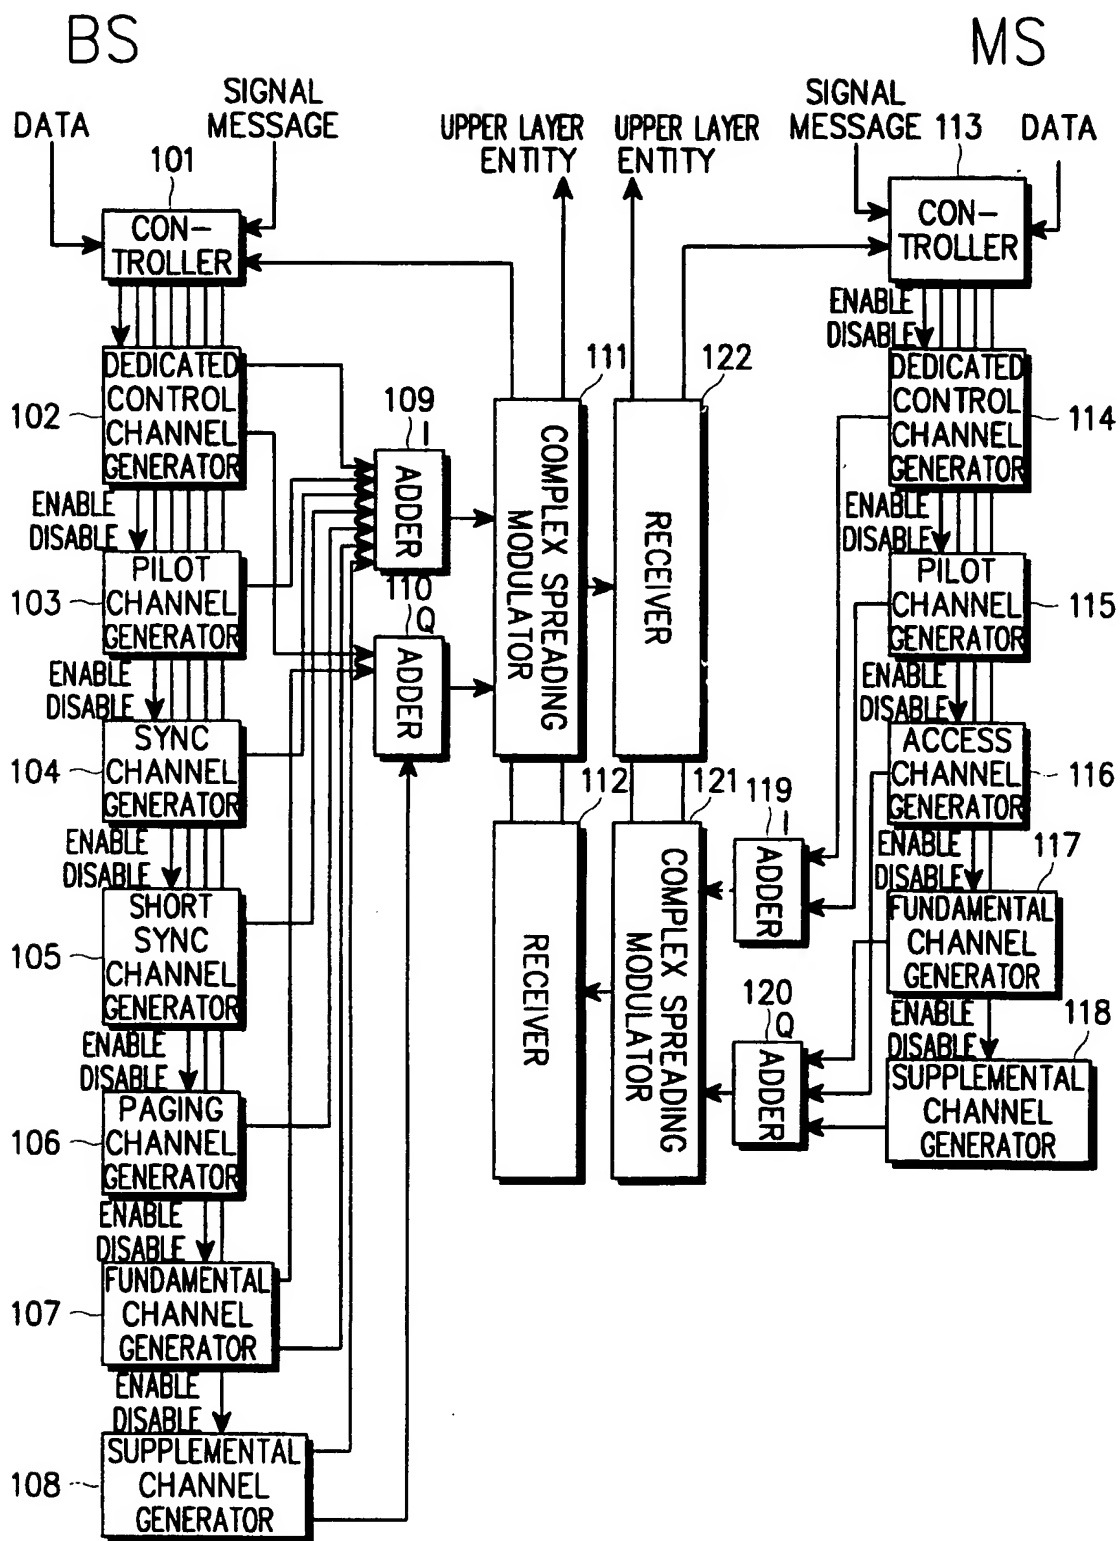 BS
MS
DATA
SIGNAL
MESSAGE
UPPER LAYER
ENTITY
UPPER LAYER
ENTITY
SIGNAL
MESSAGE
113
DATA
101
CON-
TROLLER
CON-
TROLLER
ENABLE
DISABLE
102
DEDICATED
CONTROL
CHANNEL
GENERATOR
109
I
ADDER
111
COMPLEX SPREADING
MODULATOR
122
RECEIVER
DEDICATED
CONTROL
CHANNEL
GENERATOR
114
ENABLE
DISABLE
ENABLE
DISABLE
103
PILOT
CHANNEL
GENERATOR
110
Q
ADDER
PILOT
CHANNEL
GENERATOR
115
ENABLE
DISABLE
ENABLE
DISABLE
104
SYNC
CHANNEL
GENERATOR
112
RECEIVER
121
COMPLEX SPREADING
MODULATOR
119
I
ADDER
ACCESS
CHANNEL
GENERATOR
116
ENABLE
DISABLE
ENABLE
DISABLE
117
105
SHORT
SYNC
CHANNEL
GENERATOR
FUNDAMENTAL
CHANNEL
GENERATOR
120
Q
ADDER
ENABLE
DISABLE
ENABLE
DISABLE
118
106
PAGING
CHANNEL
GENERATOR
SUPPLEMENTAL
CHANNEL
GENERATOR
ENABLE
DISABLE
107
FUNDAMENTAL
CHANNEL
GENERATOR
ENABLE
DISABLE
108
SUPPLEMENTAL
CHANNEL
GENERATOR